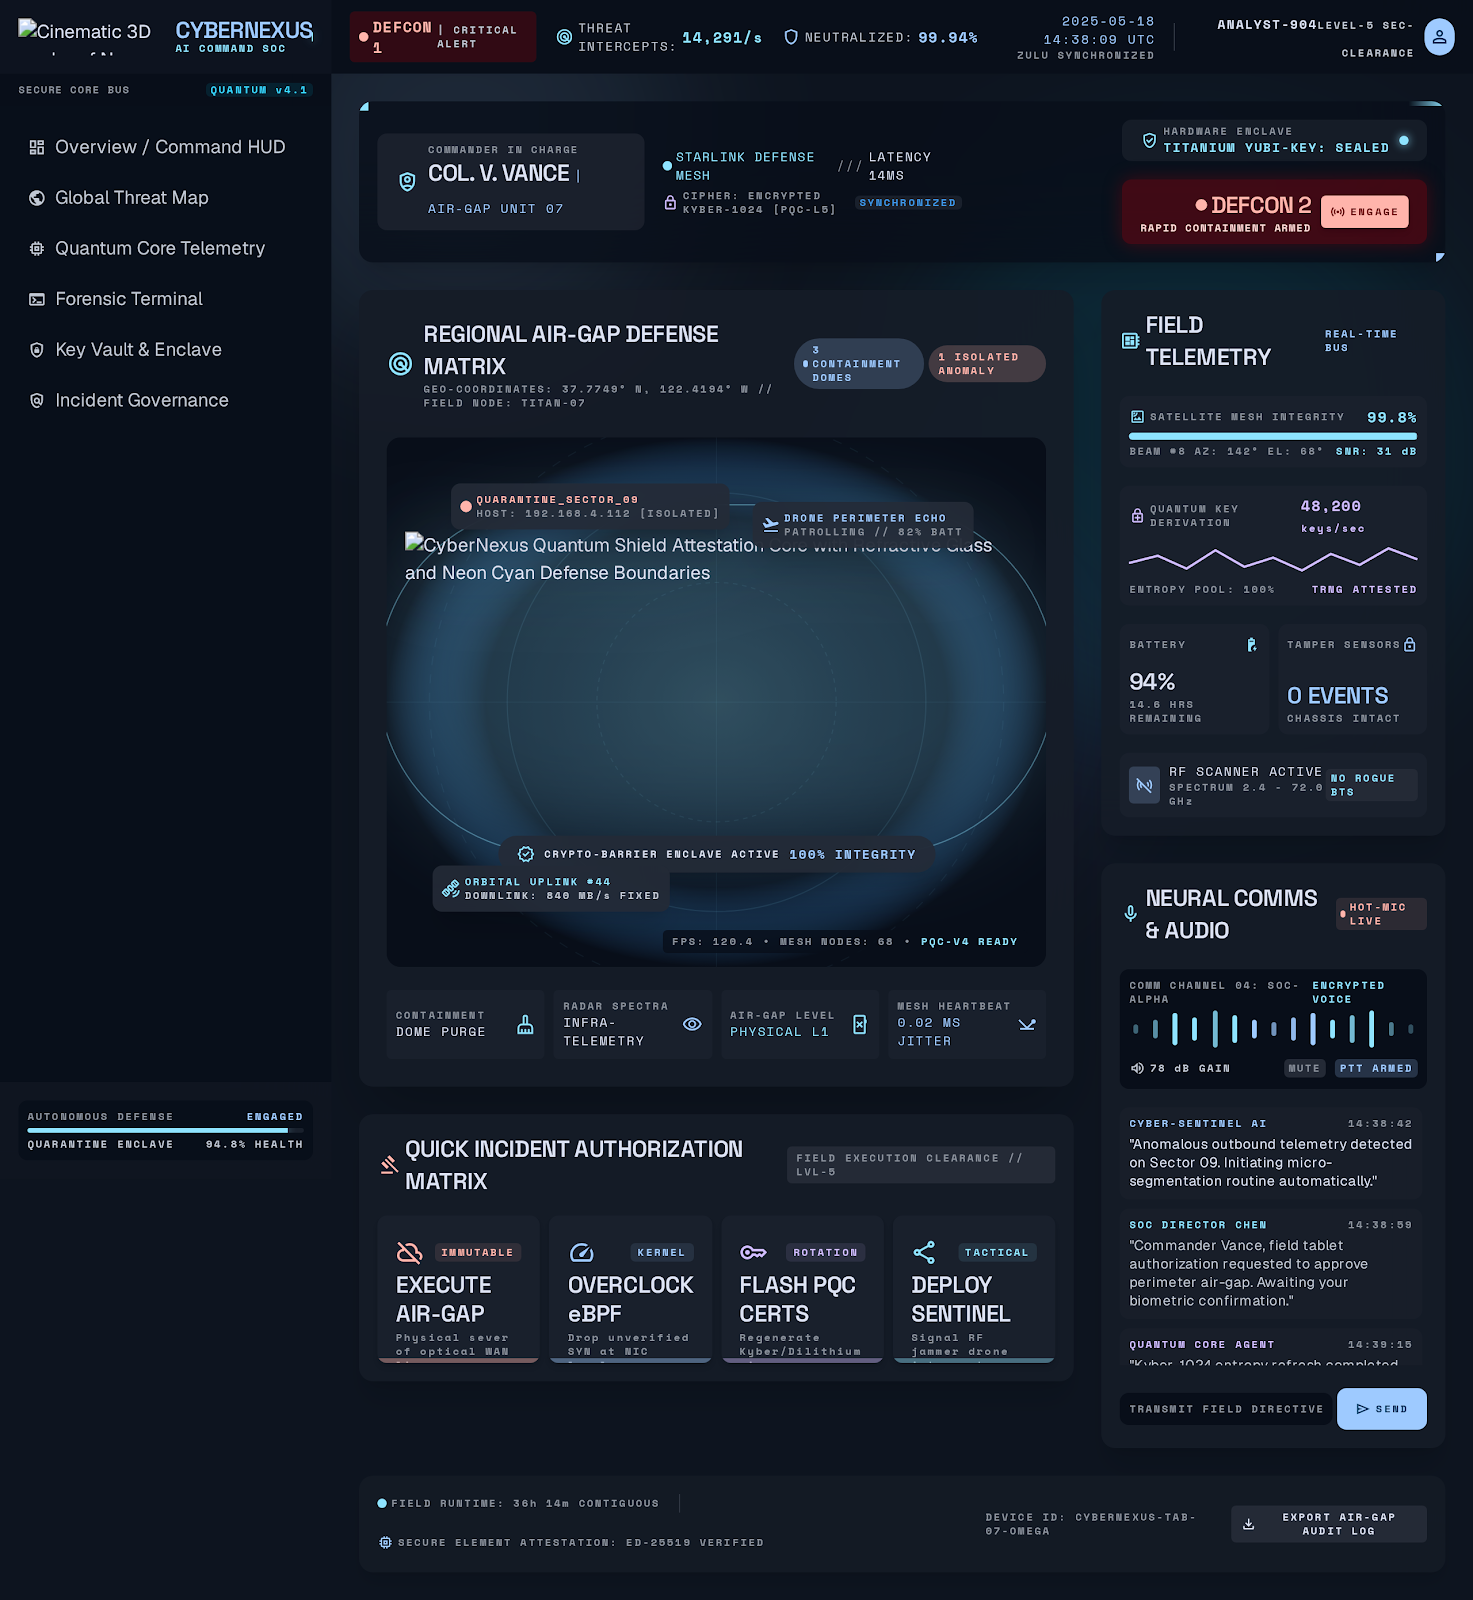 Cinematic 3D
CYBERNEXUS
AI COMMAND SOC
SECURE CORE BUS
QUANTUM v4.1
Overview / Command HUD
Global Threat Map
Quantum Core Telemetry
Forensic Terminal
Key Vault & Enclave
Incident Governance
AUTONOMOUS DEFENSE
ENGAGED
QUARANTINE ENCLAVE
94.8% HEALTH
DEFCON
1
| CRITICAL
ALERT
THREAT
INTERCEPTS:
14,291/s
NEUTRALIZED: 99.94%
2025-05-18
14:38:09 UTC
ZULU SYNCHRONIZED
ANALYST-904LEVEL-5 SEC-
CLEARANCE
COMMANDER IN CHARGE
COL. V. VANCE |
AIR-GAP UNIT 07
STARLINK DEFENSE
MESH
///
LATENCY
14MS
CIPHER: ENCRYPTED
KYBER-1024 [PQC-L5]
SYNCHRONIZED
HARDWARE ENCLAVE
TITANIUM YUBI-KEY: SEALED
DEFCON 2
RAPID CONTAINMENT ARMED
ENGAGE
REGIONAL AIR-GAP DEFENSE
MATRIX
GEO-COORDINATES: 37.7749° N, 122.4194° W //
FIELD NODE: TITAN-07
3
CONTAINMENT
DOMES
1 ISOLATED
ANOMALY
QUARANTINE_SECTOR_09
HOST: 192.168.4.112 [ISOLATED]
DRONE PERIMETER ECHO
PATROLLING // 82% BATT
CyberNexus Quantum Shield Attestation Core with Refractive Glass
and Neon Cyan Defense Boundaries
CRYPTO-BARRIER ENCLAVE ACTIVE 100% INTEGRITY
ORBITAL UPLINK #44
DOWNLINK: 840 MB/s FIXED
FPS: 120.4 • MESH NODES: 68 • PQC-V4 READY
CONTAINMENT
DOME PURGE
RADAR SPECTRA
INFRA-
TELEMETRY
AIR-GAP LEVEL
PHYSICAL L1
MESH HEARTBEAT
0.02 MS
JITTER
QUICK INCIDENT AUTHORIZATION
MATRIX
FIELD EXECUTION CLEARANCE //
LVL-5
IMMUTABLE
EXECUTE
AIR-GAP
Physical sever
of optical WAN
KERNEL
OVERCLOCK
eBPF
Drop unverified
SYN at NIC
ROTATION
FLASH PQC
CERTS
Regenerate
Kyber/Dilithium
TACTICAL
DEPLOY
SENTINEL
Signal RF
jammer drone
FIELD
TELEMETRY
REAL-TIME
BUS
SATELLITE MESH INTEGRITY
99.8%
BEAM #8 AZ: 142° EL: 68°
SNR: 31 dB
QUANTUM KEY
DERIVATION
48,200
keys/sec
ENTROPY POOL: 100%
TRNG ATTESTED
BATTERY
94%
14.6 HRS
REMAINING
TAMPER SENSORS
0 EVENTS
CHASSIS INTACT
RF SCANNER ACTIVE
SPECTRUM 2.4 - 72.0
GHz
NO ROGUE
BTS
NEURAL COMMS
& AUDIO
HOT-MIC
LIVE
COMM CHANNEL 04: SOC-
ALPHA
ENCRYPTED
VOICE
78 dB GAIN
MUTE
PTT ARMED
CYBER-SENTINEL AI
14:38:42
"Anomalous outbound telemetry detected
on Sector 09. Initiating micro-
segmentation routine automatically."
SOC DIRECTOR CHEN
14:38:59
"Commander Vance, field tablet
authorization requested to approve
perimeter air-gap. Awaiting your
biometric confirmation."
QUANTUM CORE AGENT
14:39:15
"Kyber-1024 entropy refresh completed
TRANSMIT FIELD DIRECTIVE
SEND
FIELD RUNTIME: 36h 14m CONTIGUOUS
SECURE ELEMENT ATTESTATION: ED-25519 VERIFIED
DEVICE ID: CYBERNEXUS-TAB-
07-OMEGA
EXPORT AIR-GAP
AUDIT LOG